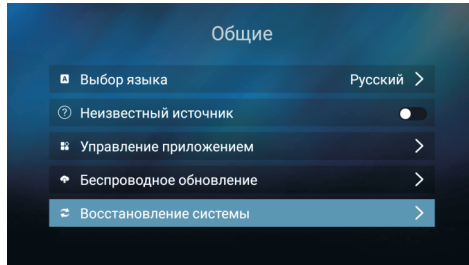 Общие
Выбор языка Русский
Неизвестный источник
Управление приложением
Беспроводное обновление
Восстановление системы